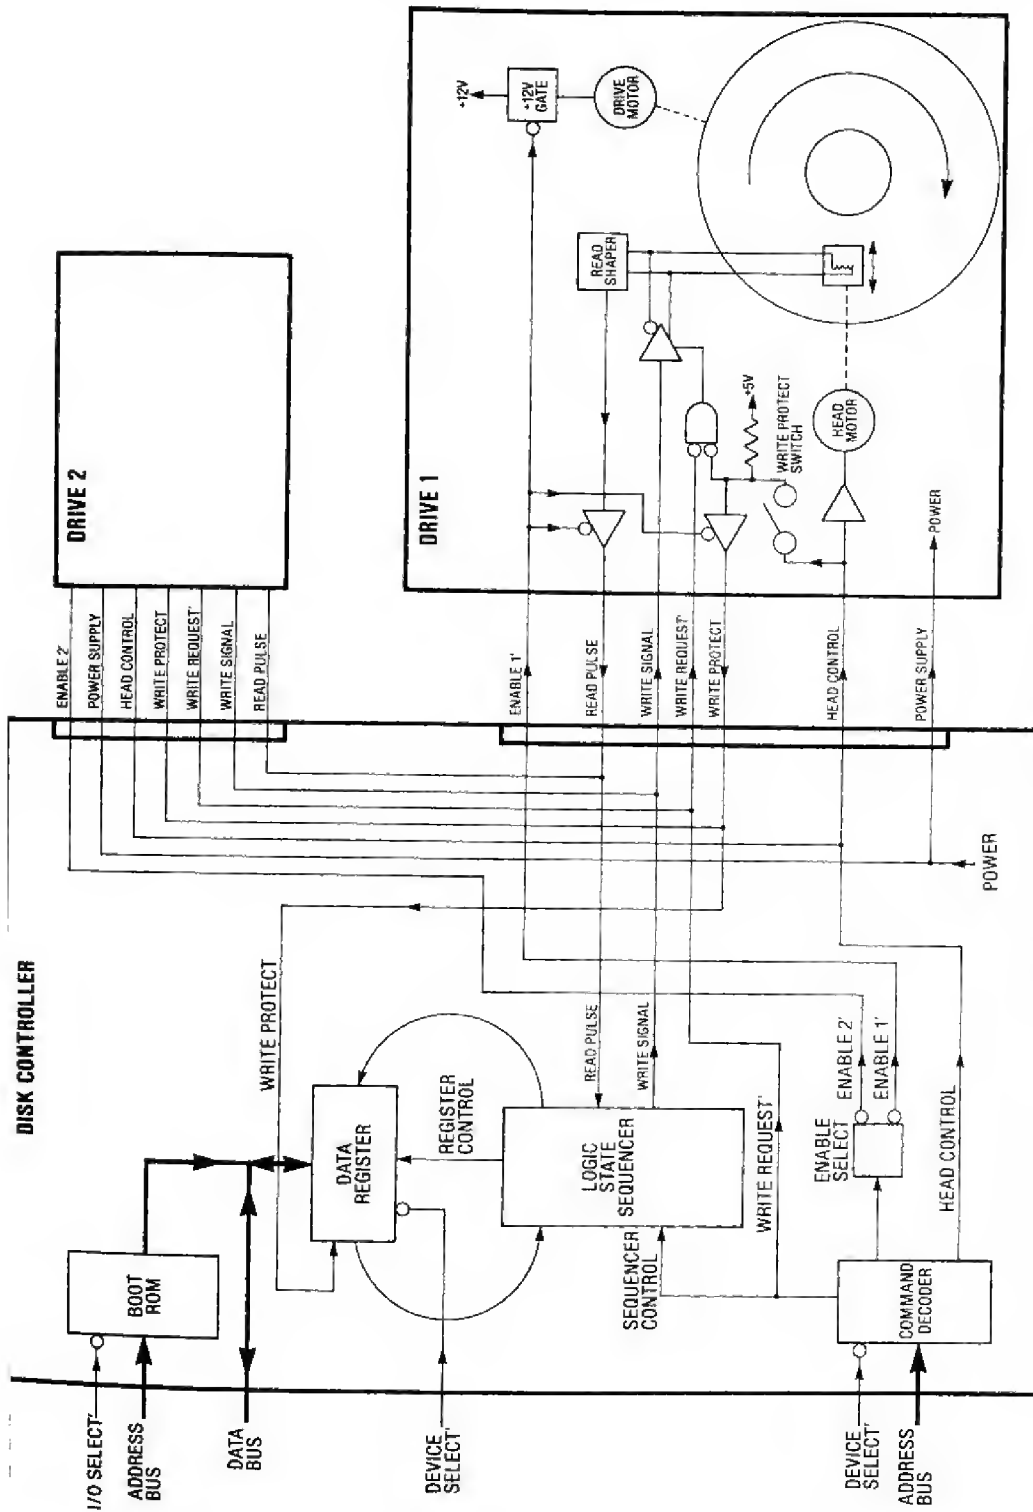 DISK CONTROLLER
I/O SELECT'
ADDRESS
BUS
DATA
BUS
DEVICE
SELECT'
DEVICE
SELECT'
ADDRESS
BUS
BOOT
ROM
WRITE PROTECT
DATA
REGISTER
REGISTER
CONTROL
LOGIC
STATE
SEQUENCER
SEQUENCER
CONTROL
READ PULSE
WRITE SIGNAL
WRITE REQUEST'
ENABLE
SELECT
ENABLE 2'
ENABLE 1'
COMMAND
DECODER
HEAD CONTROL
POWER
ENABLE 2'
POWER SUPPLY
HEAD CONTROL
WRITE PROTECT
WRITE REQUEST'
WRITE SIGNAL
READ PULSE
ENABLE 1'
READ PULSE
WRITE SIGNAL
WRITE REQUEST'
WRITE PROTECT
HEAD CONTROL
POWER SUPPLY
DRIVE 2
DRIVE 1
+12V
+12V
GATE
DRIVE
MOTOR
READ
SHAPER
+5V
WRITE PROTECT
SWITCH
HEAD
MOTOR
POWER